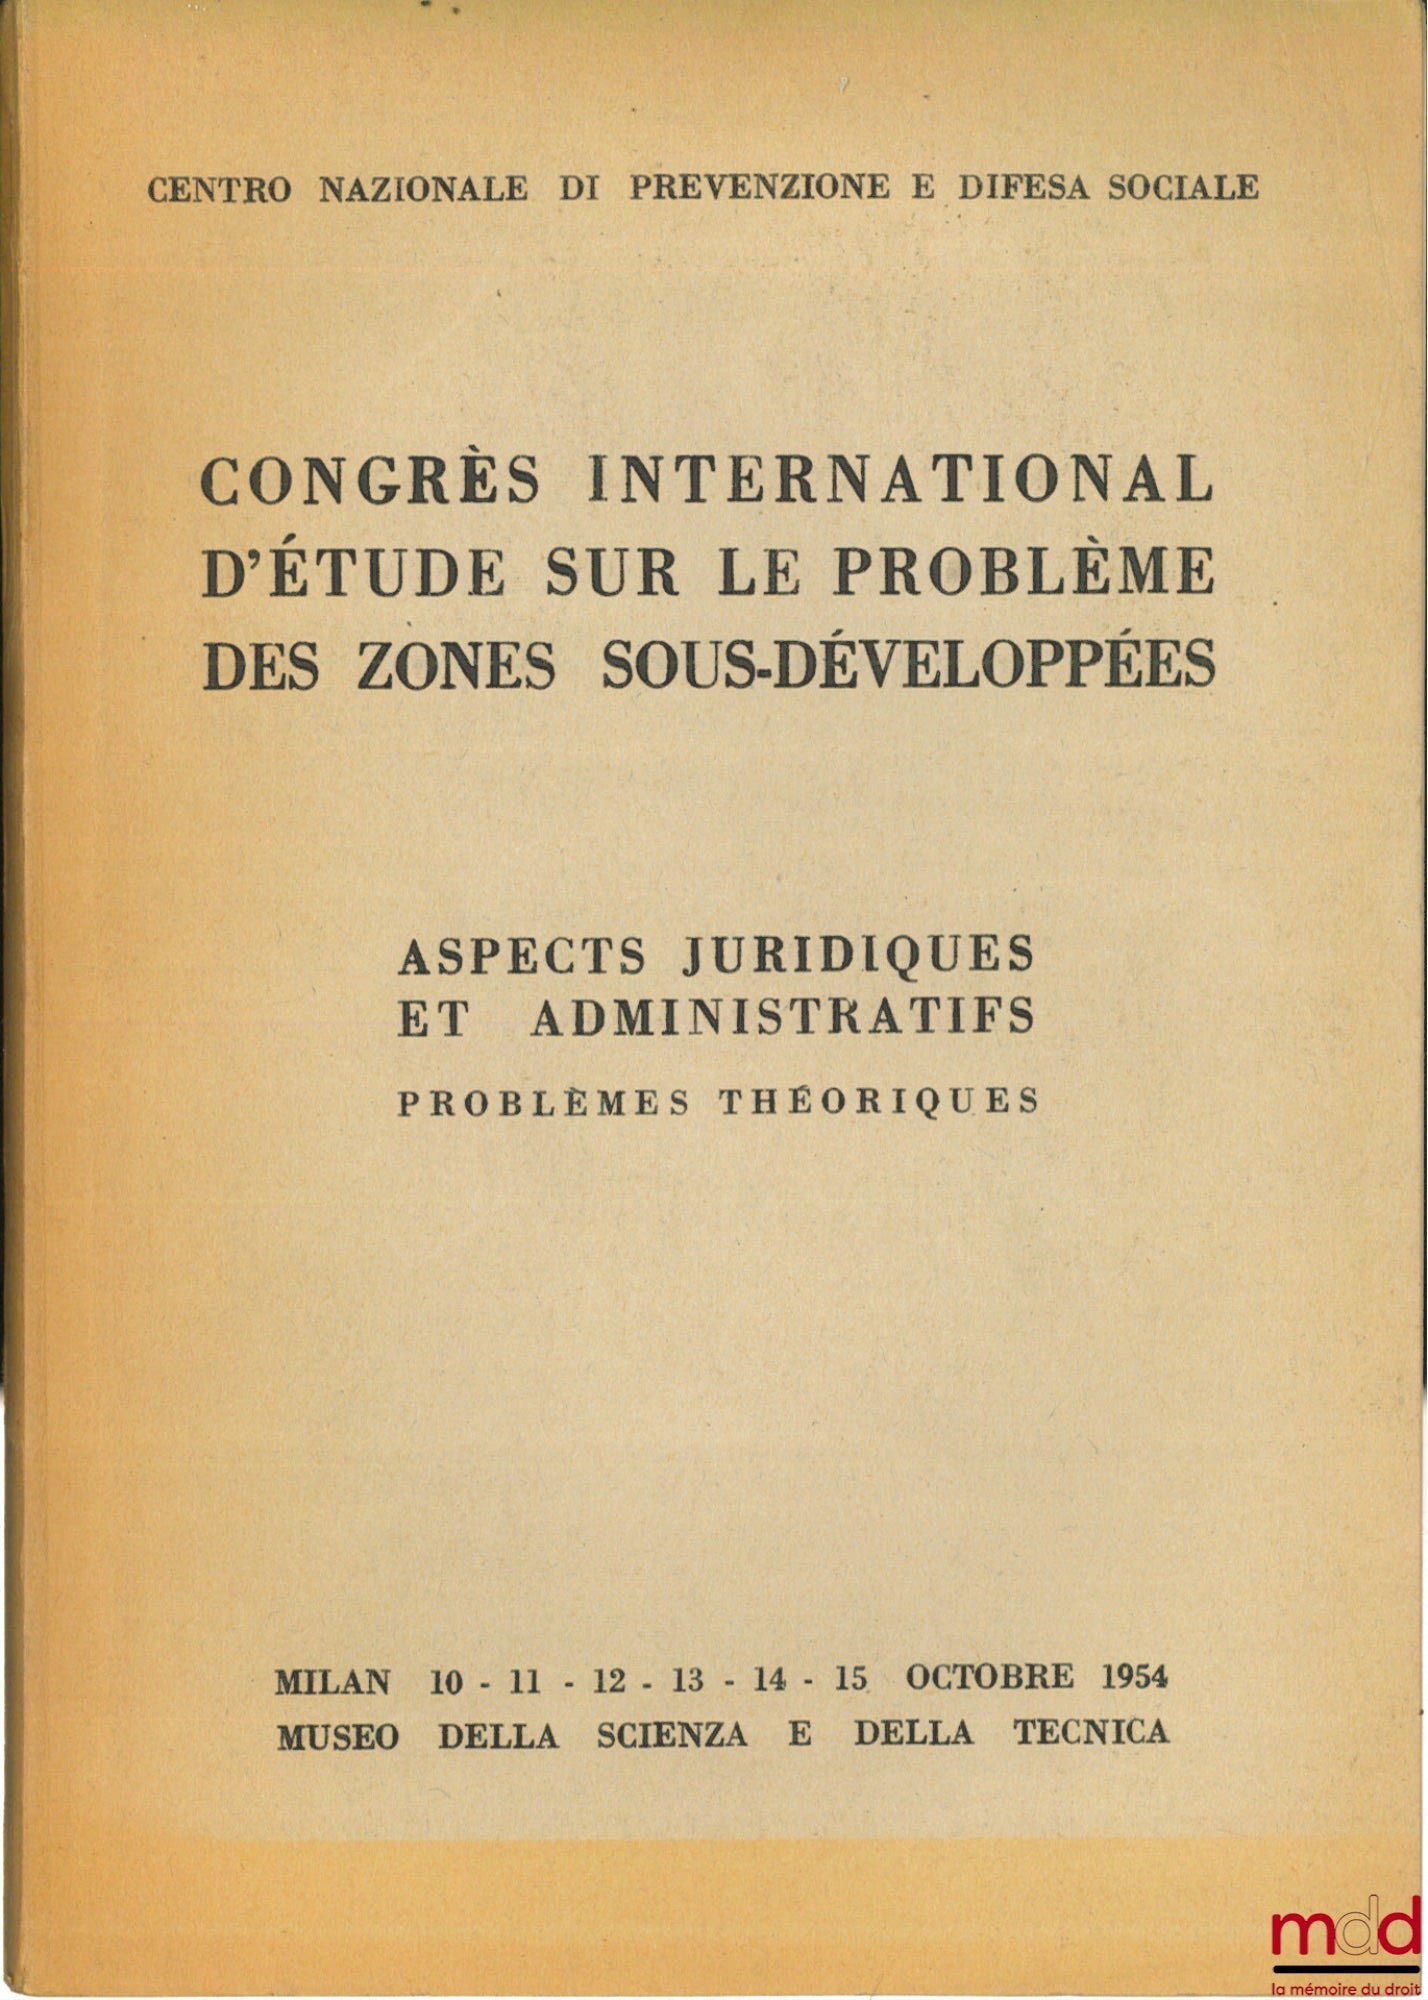 CENTRO NAZIONALE DI PREVENZIONE E DIFESA SOCIALE
CONGRÈS INTERNATIONAL
D'ÉTUDE SUR LE PROBLÈME
DES ZONES SOUS-DÉVELOPPÉES
ASPECTS JURIDIQUES
ET ADMINISTRATIFS
PROBLÈMES THÉORIQUES
MILAN 10 - 11 - 12 - 13 - 14 - 15 OCTOBRE 1954
MUSEO DELLA SCIENZA E DELLA TECNICA
mdd
la mémoire du droit